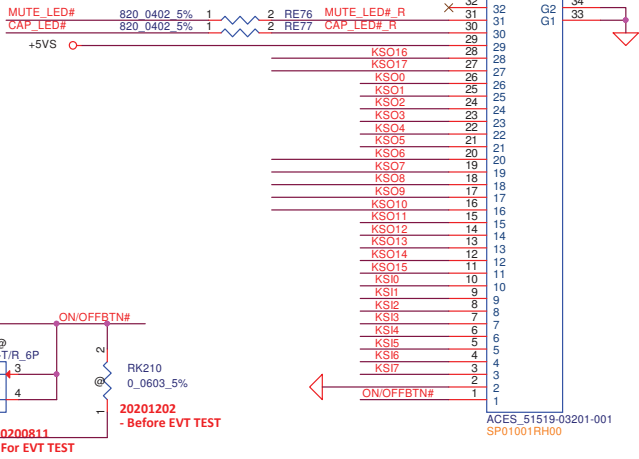 32 32 G2 34
MUTE_LED# 820_0402_5% 1 2 RE76 MUTE_LED#_R 31 31 G1 33
CAP_LED# 820_0402_5% 1 2 RE77 CAP_LED#_R 30 30
+5VS 29 29
KSO16 28 28
KSO17 27 27
KSO0 26 26
KSO1 25 25
KSO2 24 24
KSO3 23 23
KSO4 22 22
KSO5 21 21
KSO6 20 20
KSO7 19 19
KSO8 18 18
KSO9 17 17
KSO10 16 16
KSO11 15 15
KSO12 14 14
KSO13 13 13
KSO14 12 12
KSO15 11 11
KSI0 10 10
KSI1 9 9
KSI2 8 8
KSI3 7 7
KSI4 6 6
KSI5 5 5
KSI6 4 4
KSI7 3 3
2 2
ON/OFFBTN# 1 1
ACES_51519-03201-001
SP01001RH00
ON/OFFBTN#
@
-T/R_6P
3
4
2
RK210
@ 0_0603_5%
1
20201202
- Before EVT TEST
0200811
For EVT TEST